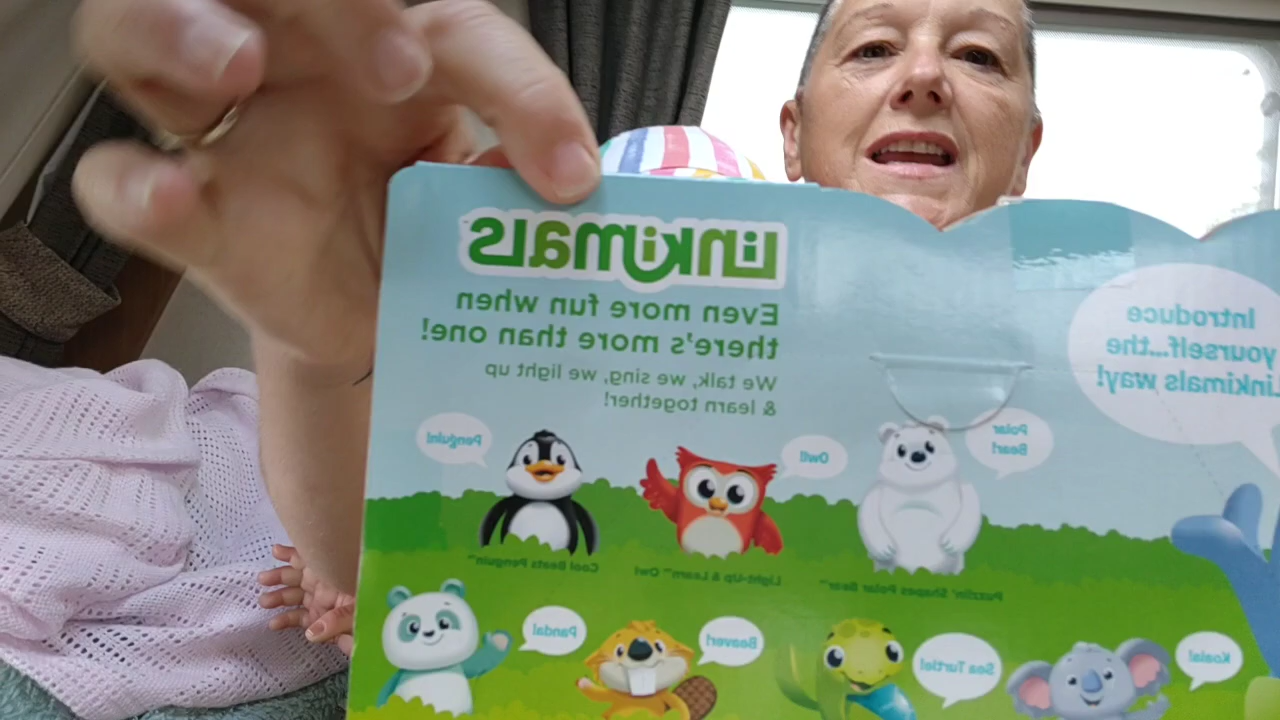 Linkimals
Even more fun when
there's more than one!
We talk, we sing, we light up
& learn together!
Introduce
yourself...the
Linkimals way!
Penguin!
Owl!
Polar
Bear!
Cool Beats Penguin™
Light-Up & Learn™ Owl
Puzzlin' Shapes Polar Bear™
Panda!
Beaver!
Sea Turtle!
Koala!